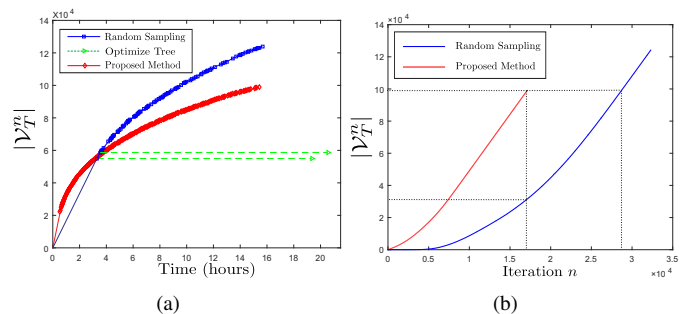 ×10⁴
14
12
10
8
6
4
2
0
|𝒱ⁿ_T|
Random Sampling
Optimize Tree
Proposed Method
0 2 4 6 8 10 12 14 16 18 20
Time (hours)
(a)
×10⁴
14
12
10
8
6
4
2
0
|𝒱ⁿ_T|
Random Sampling
Proposed Method
0 0.5 1 1.5 2 2.5 3 3.5
×10⁴
Iteration n
(b)